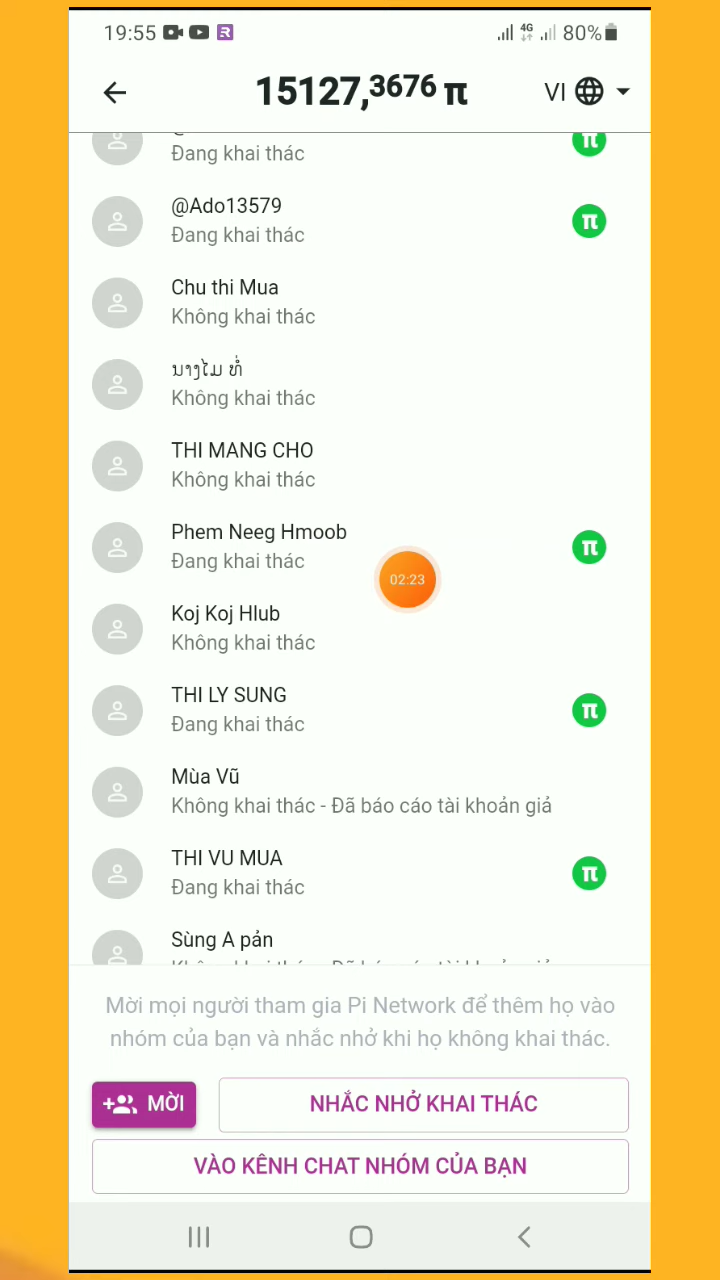 19:55 4G 80%
15127,3676 π VI
Đang khai thác
@Ado13579
Đang khai thác
Chu thi Mua
Không khai thác
ນາງໄມ ທໍ່
Không khai thác
THI MANG CHO
Không khai thác
Phem Neeg Hmoob
Đang khai thác
02:23
Koj Koj Hlub
Không khai thác
THI LY SUNG
Đang khai thác
Mùa Vũ
Không khai thác - Đã báo cáo tài khoản giả
THI VU MUA
Đang khai thác
Sùng A pản
Mời mọi người tham gia Pi Network để thêm họ vào
nhóm của bạn và nhắc nhở khi họ không khai thác.
MỜI
NHẮC NHỞ KHAI THÁC
VÀO KÊNH CHAT NHÓM CỦA BẠN